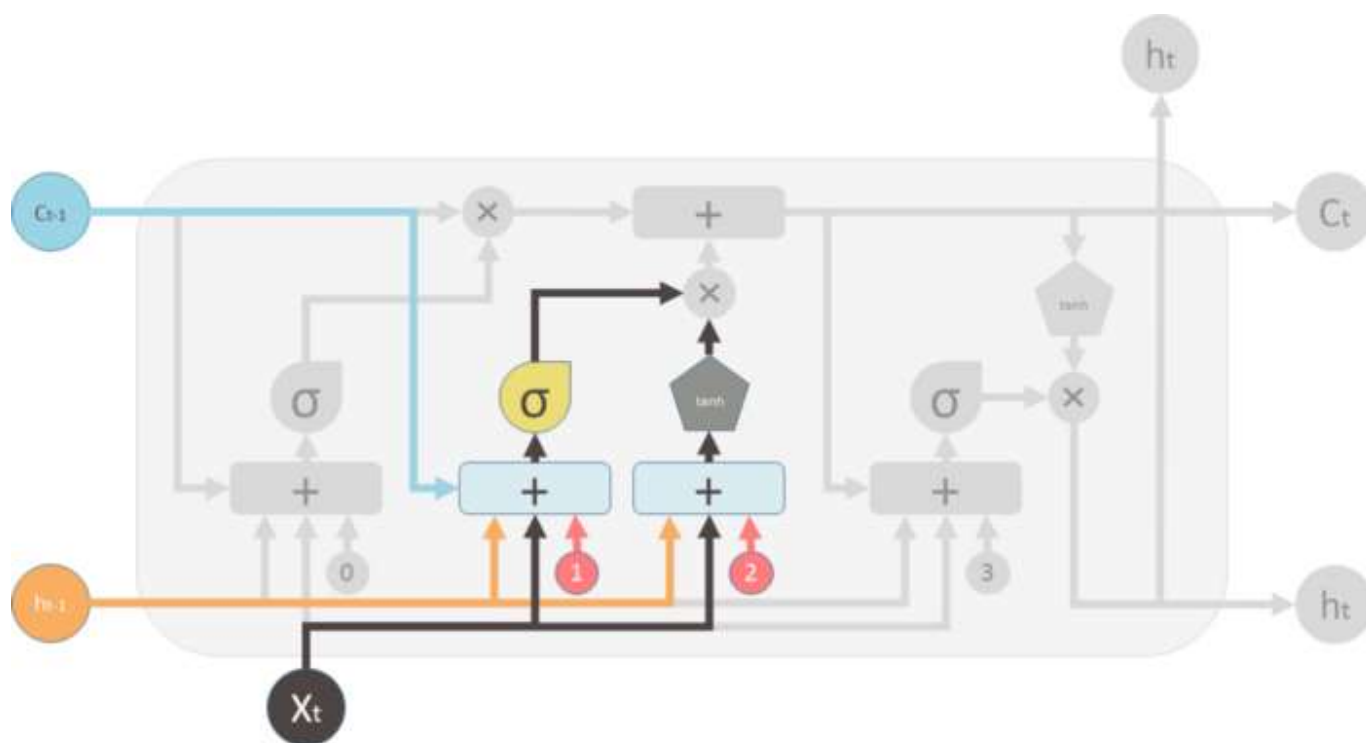 ht
Ct-1
×
+
Ct
×
tanh
σ
σ
tanh
σ
×
+
+
+
+
0
1
2
3
ht-1
ht
Xt